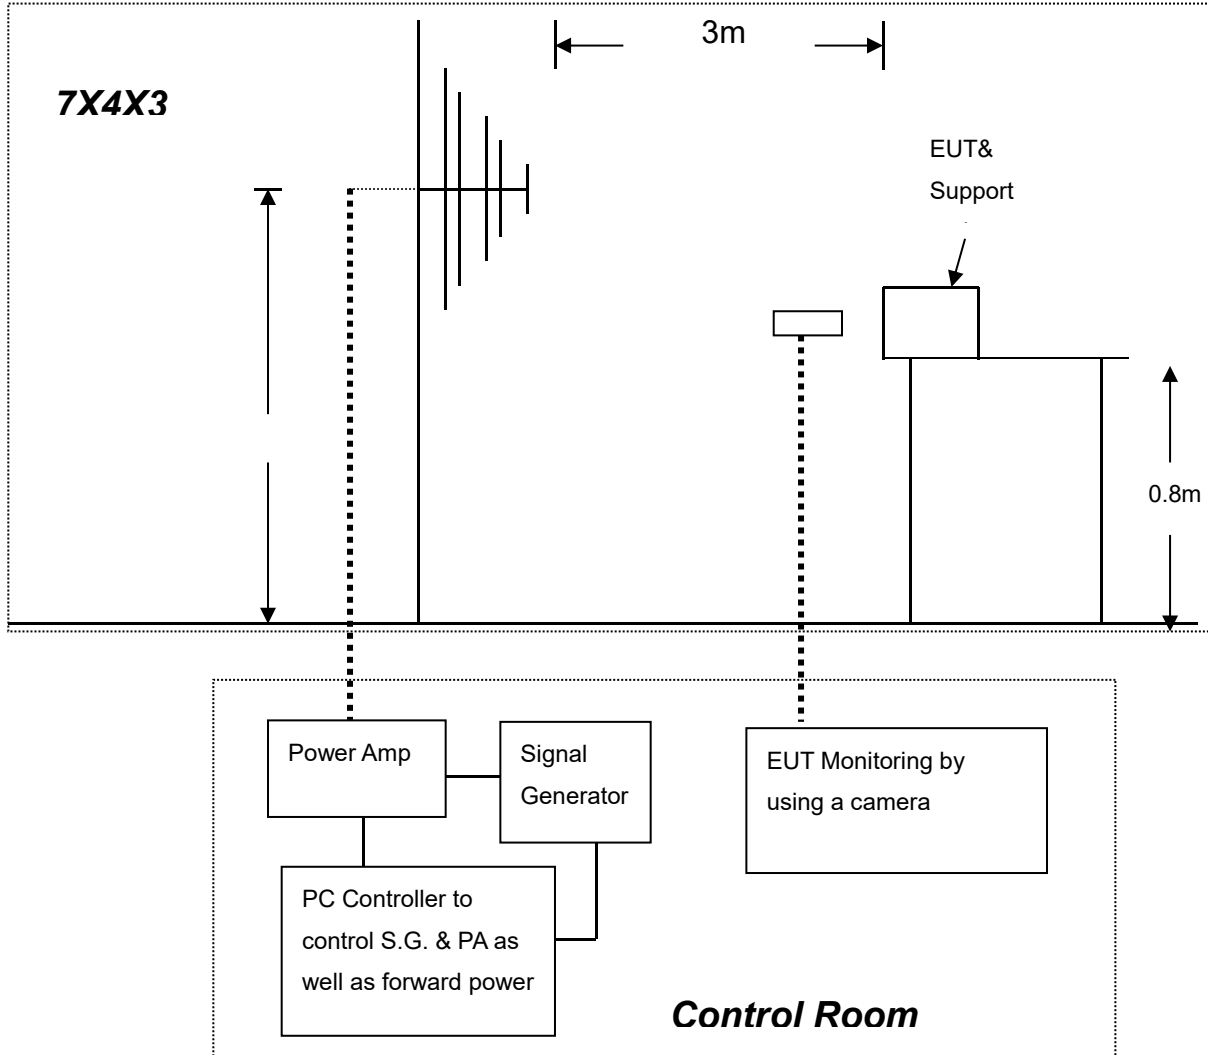 3m
7X4X3
EUT&
Support
0.8m
Power Amp
Signal
Generator
EUT Monitoring by
using a camera
PC Controller to
control S.G. & PA as
well as forward power
Control Room